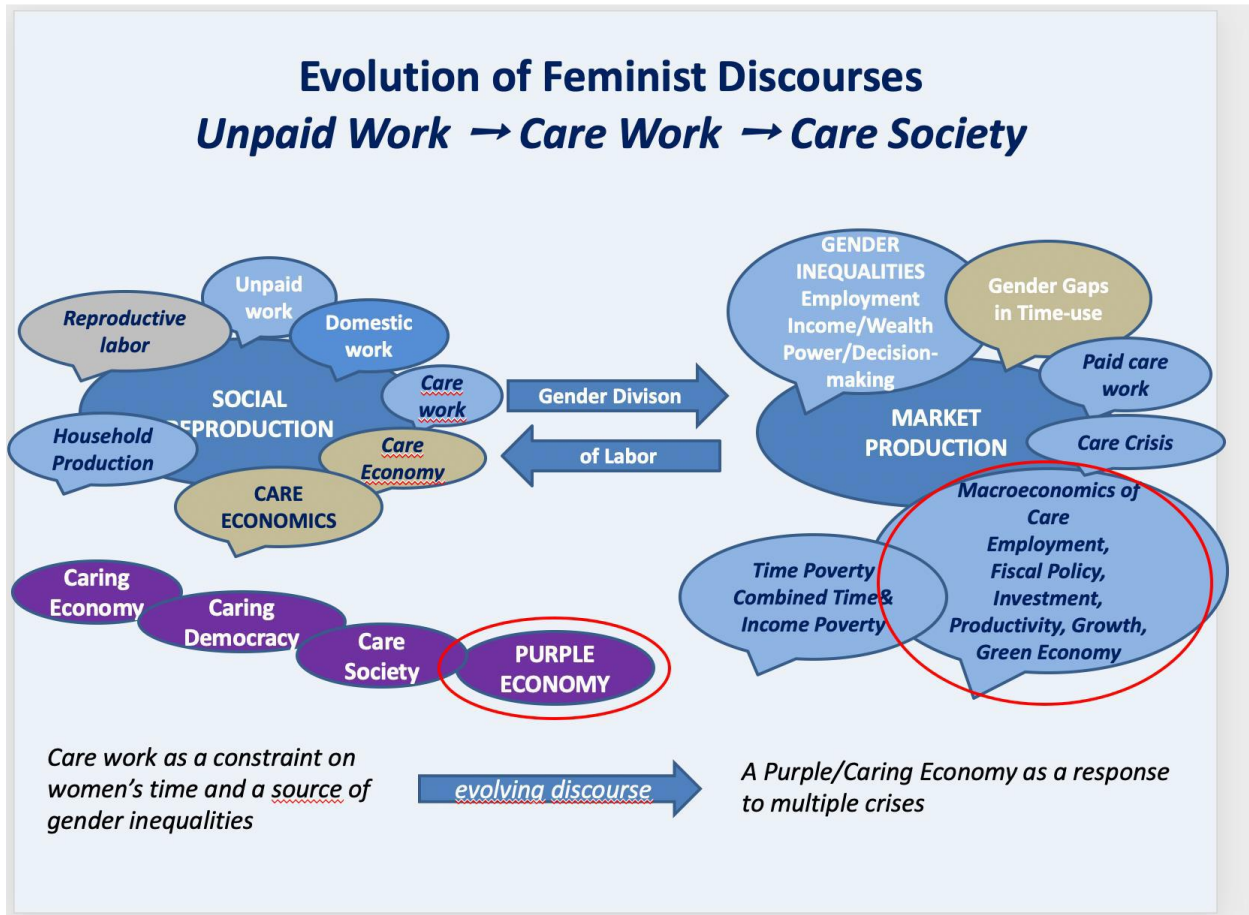 Evolution of Feminist Discourses
Unpaid Work → Care Work → Care Society
Unpaid
work
Reproductive
labor
Domestic
work
SOCIAL
REPRODUCTION
Care
work
Household
Production
Care
Economy
CARE
ECONOMICS
Gender Divison
of Labor
GENDER
INEQUALITIES
Employment
Income/Wealth
Power/Decision-
making
Gender Gaps
in Time-use
Paid care
work
MARKET
PRODUCTION
Care Crisis
Macroeconomics of
Care
Employment,
Fiscal Policy,
Investment,
Productivity, Growth,
Green Economy
Time Poverty
Combined Time&
Income Poverty
Caring
Economy
Caring
Democracy
Care
Society
PURPLE
ECONOMY
Care work as a constraint on
women’s time and a source of
gender inequalities
evolving discourse
A Purple/Caring Economy as a response
to multiple crises